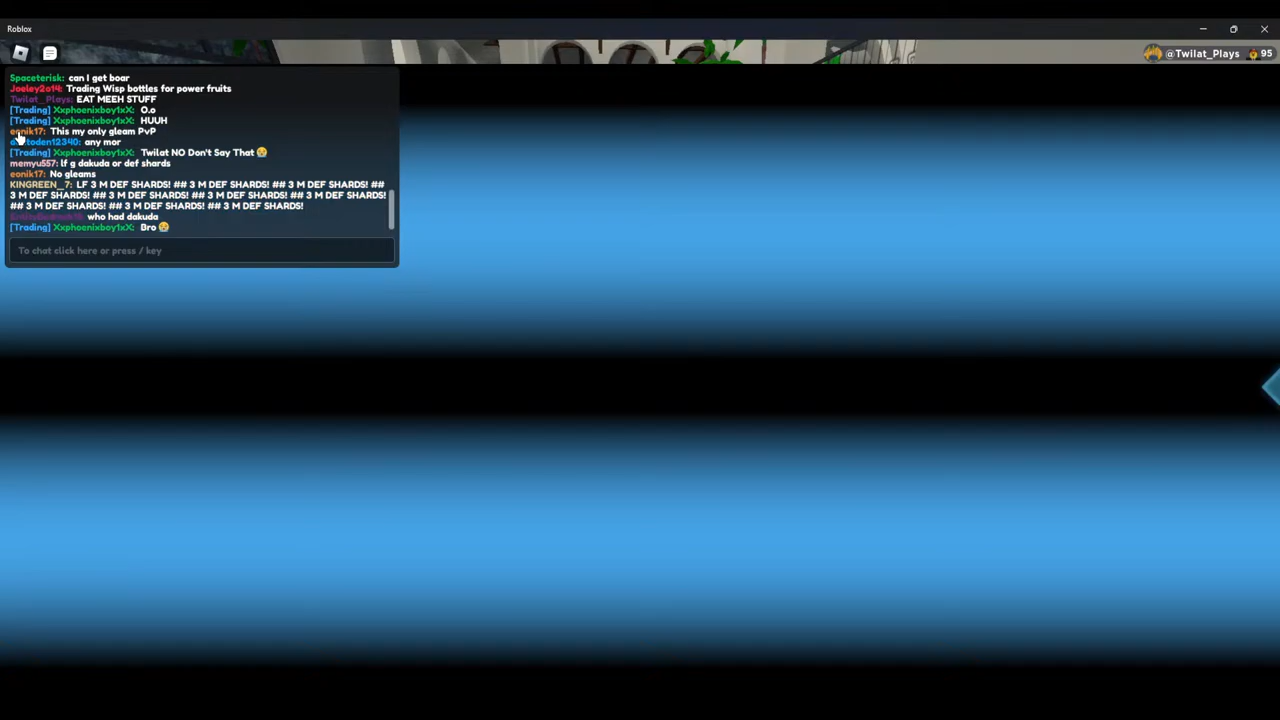 Roblox
@Twilat_Plays 95
Spaceterisk: can I get boar
Joeley2o14: Trading Wisp bottles for power fruits
Twilat_Plays: EAT MEEH STUFF
[Trading] Xxphoenixboy1xX: O.o
[Trading] Xxphoenixboy1xX: HUUH
eonik17: This my only gleam PvP
any mor
[Trading] Xxphoenixboy1xX: Twilat NO Don't Say That 😭
memyu557: lf g dakuda or def shards
eonik17: No gleams
KINGREEN_7: LF 3 M DEF SHARDS! ## 3 M DEF SHARDS! ## 3 M DEF SHARDS! ##
3 M DEF SHARDS! ## 3 M DEF SHARDS! ## 3 M DEF SHARDS! ## 3 M DEF SHARDS!
## 3 M DEF SHARDS! ## 3 M DEF SHARDS!
who had dakuda
[Trading] Xxphoenixboy1xX: Bro 😭
To chat click here or press / key